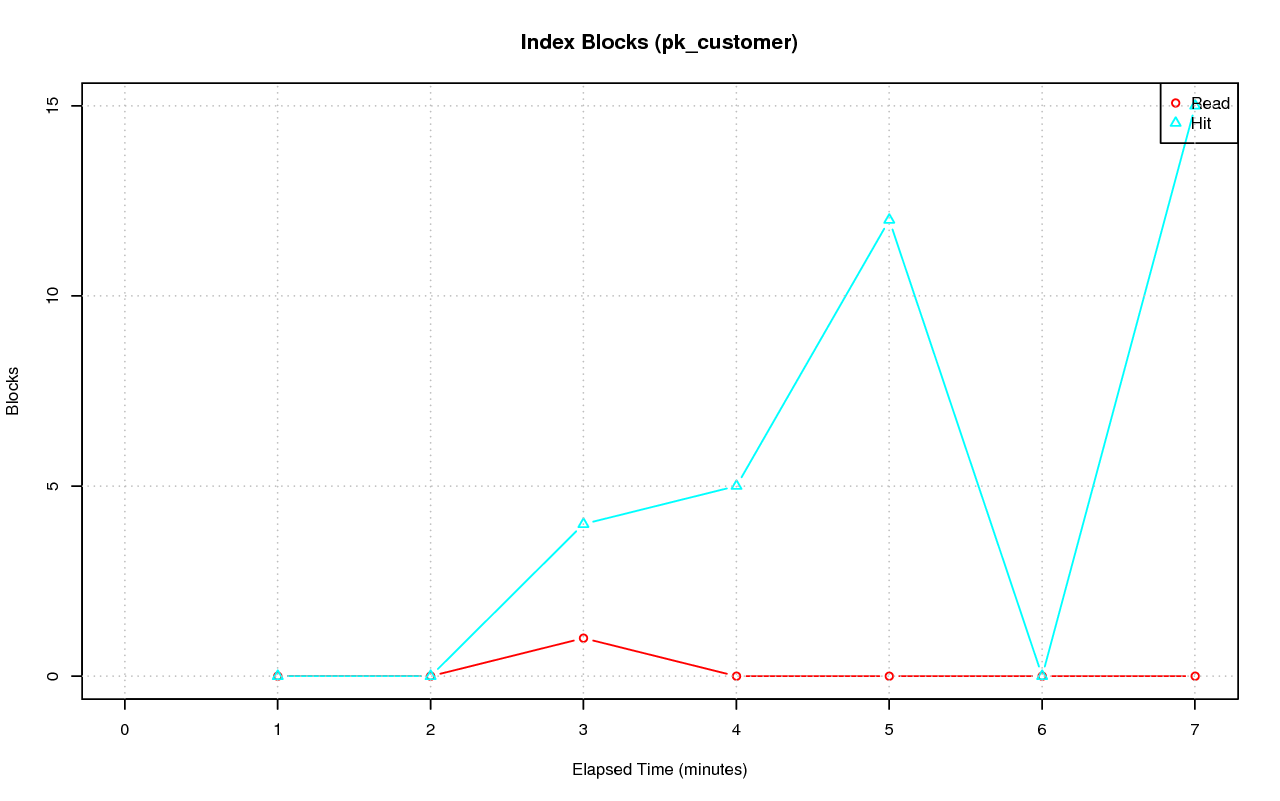 Index Blocks (pk_customer)
Read
Hit
15
10
5
0
Blocks
0 1 2 3 4 5 6 7
Elapsed Time (minutes)